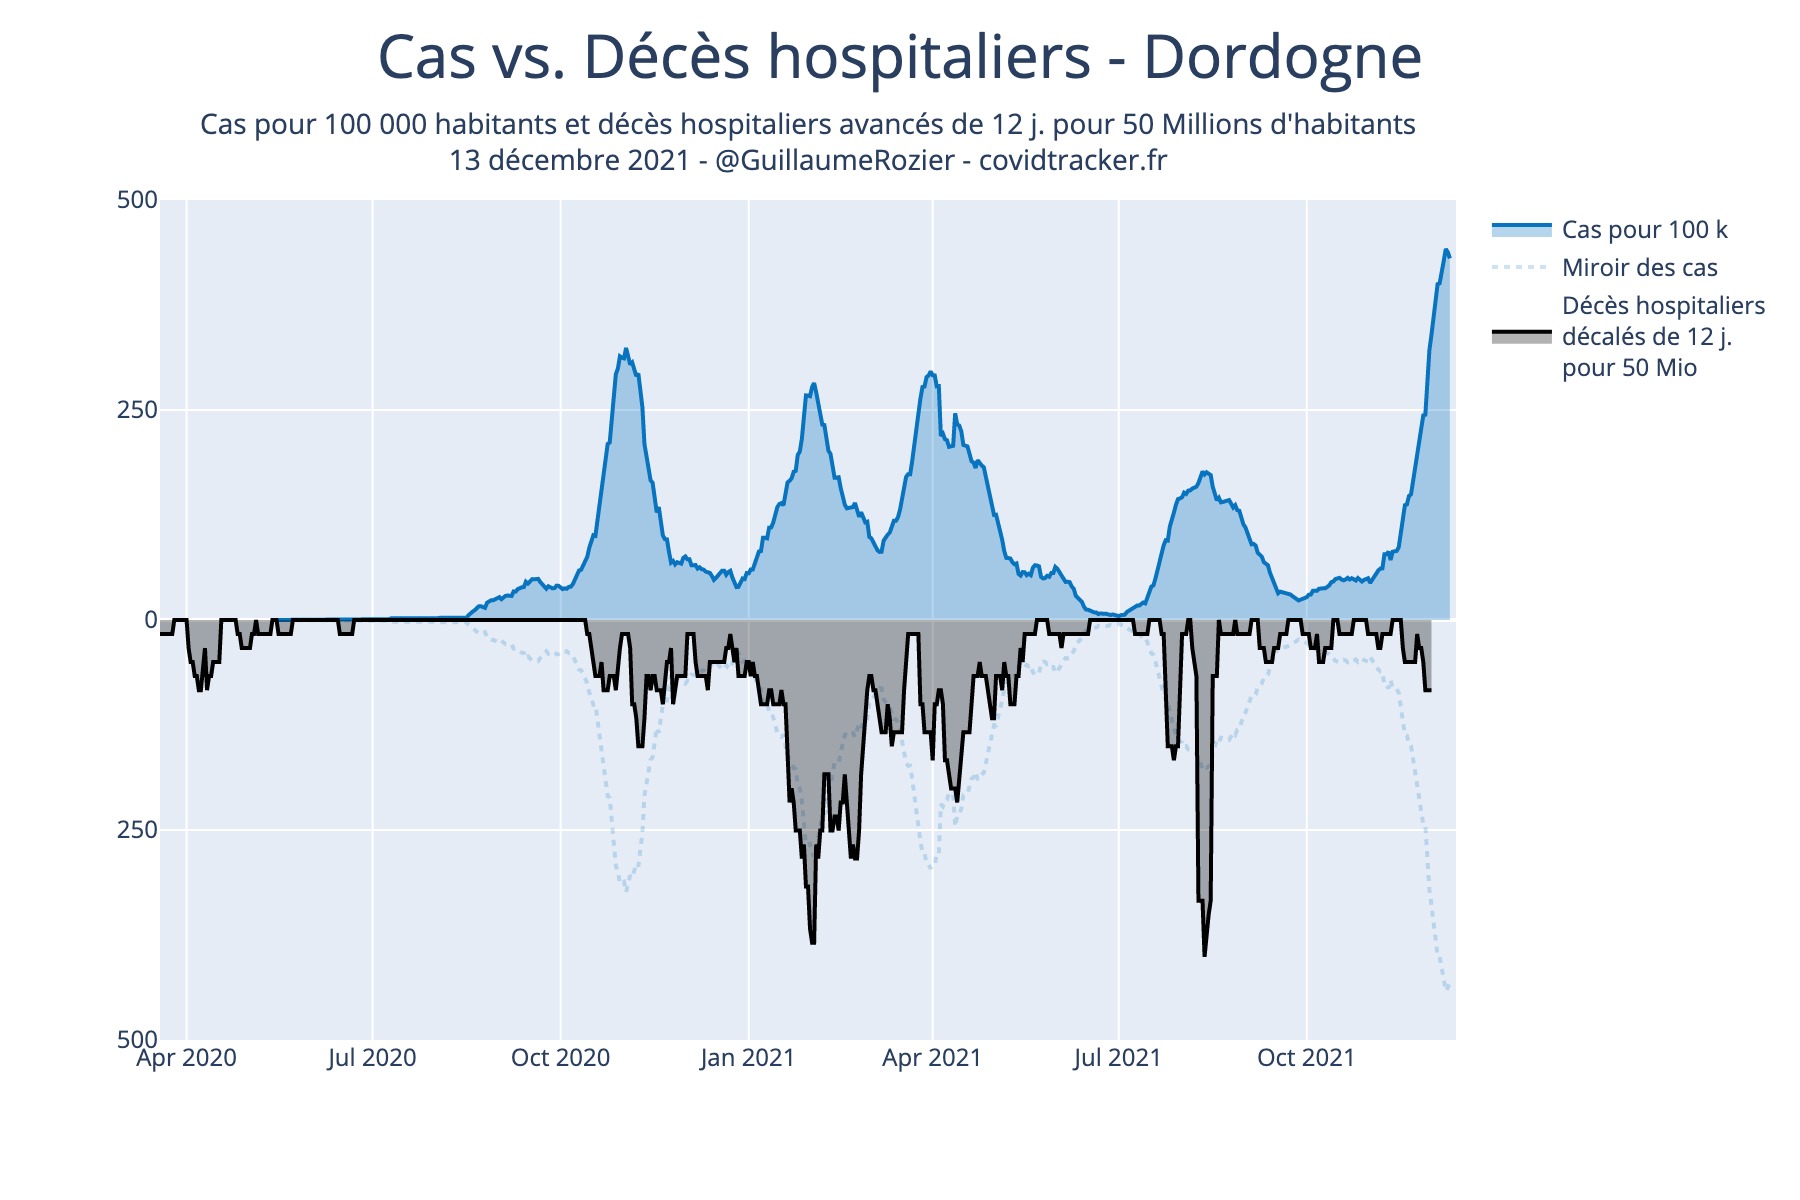 Cas vs. Décès hospitaliers - Dordogne
Cas pour 100 000 habitants et décès hospitaliers avancés de 12 j. pour 50 Millions d'habitants
13 décembre 2021 - @GuillaumeRozier - covidtracker.fr
500
250
0
250
500
Apr 2020
Jul 2020
Oct 2020
Jan 2021
Apr 2021
Jul 2021
Oct 2021
Cas pour 100 k
Miroir des cas
Décès hospitaliers
décalés de 12 j.
pour 50 Mio